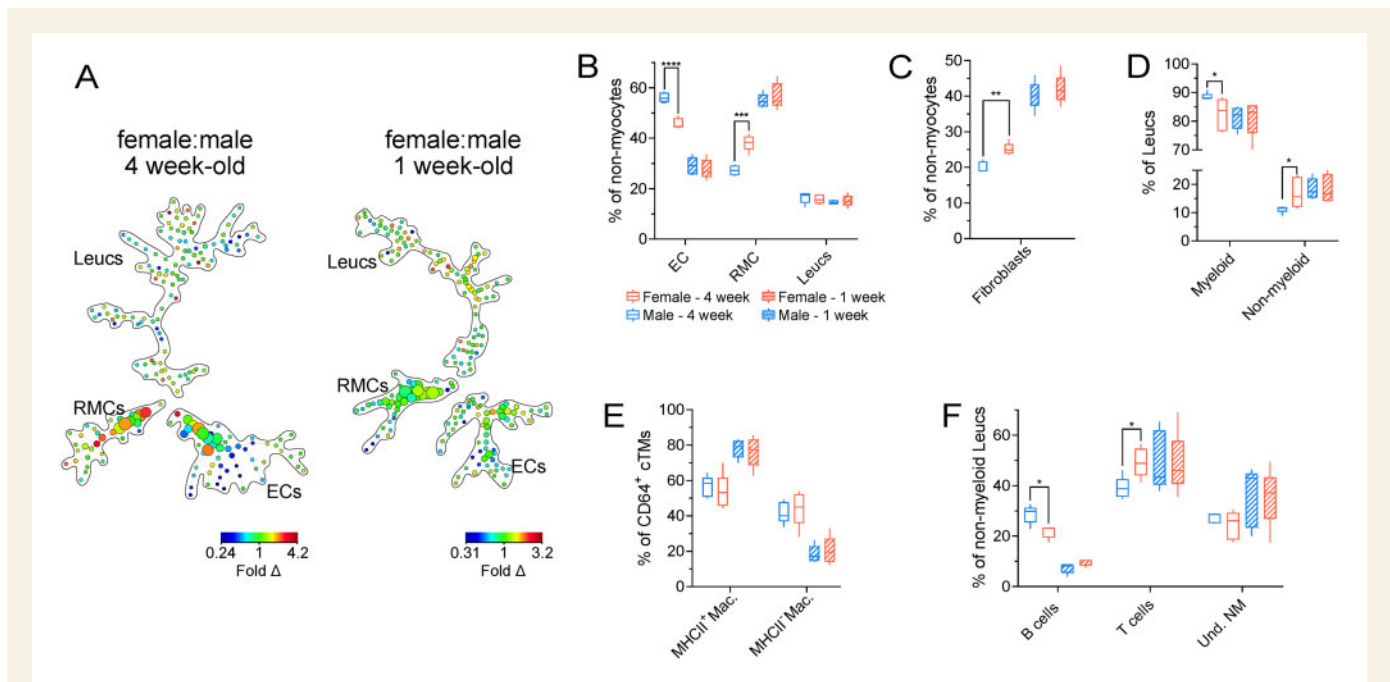 A
female:male
4 week-old
female:male
1 week-old
Leucs
RMCs
ECs
Leucs
RMCs
ECs
0.24 1 4.2
Fold Δ
0.31 1 3.2
Fold Δ
B
% of non-myocytes
60
40
20
0
****
***
EC
RMC
Leucs
Female - 4 week
Male - 4 week
Female - 1 week
Male - 1 week
C
% of non-myocytes
50
40
30
20
10
0
**
Fibroblasts
D
% of Leucs
100
90
80
70
20
10
0
*
*
Myeloid
Non-myeloid
E
% of CD64⁺ cTMs
100
80
60
40
20
0
MHCII⁺Mac.
MHCII⁻Mac.
F
% of non-myeloid Leucs
60
40
20
0
*
*
B cells
T cells
Und. NM